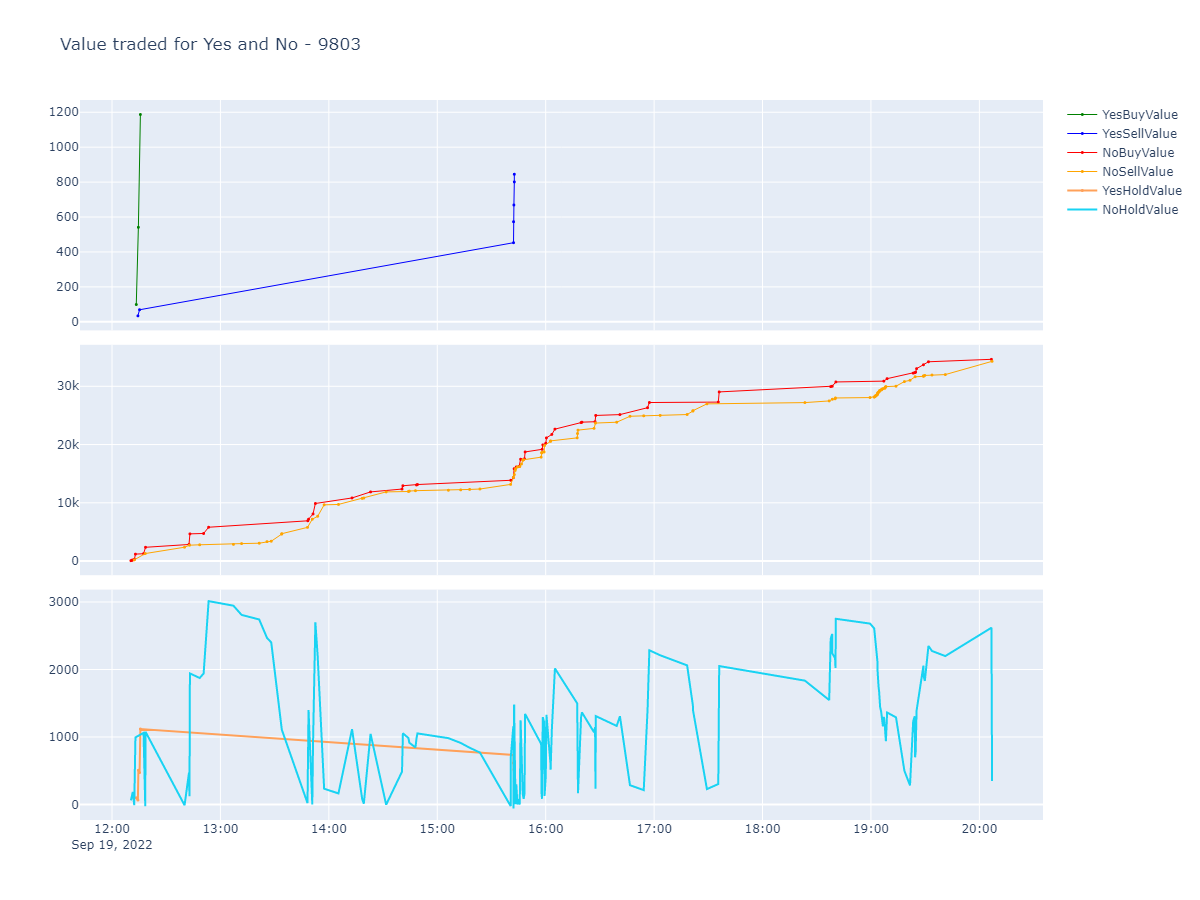 Value traded for Yes and No - 9803
1200
1000
800
600
400
200
0
YesBuyValue
YesSellValue
NoBuyValue
NoSellValue
YesHoldValue
NoHoldValue
30k
20k
10k
0
3000
2000
1000
0
12:00 13:00 14:00 15:00 16:00 17:00 18:00 19:00 20:00
Sep 19, 2022